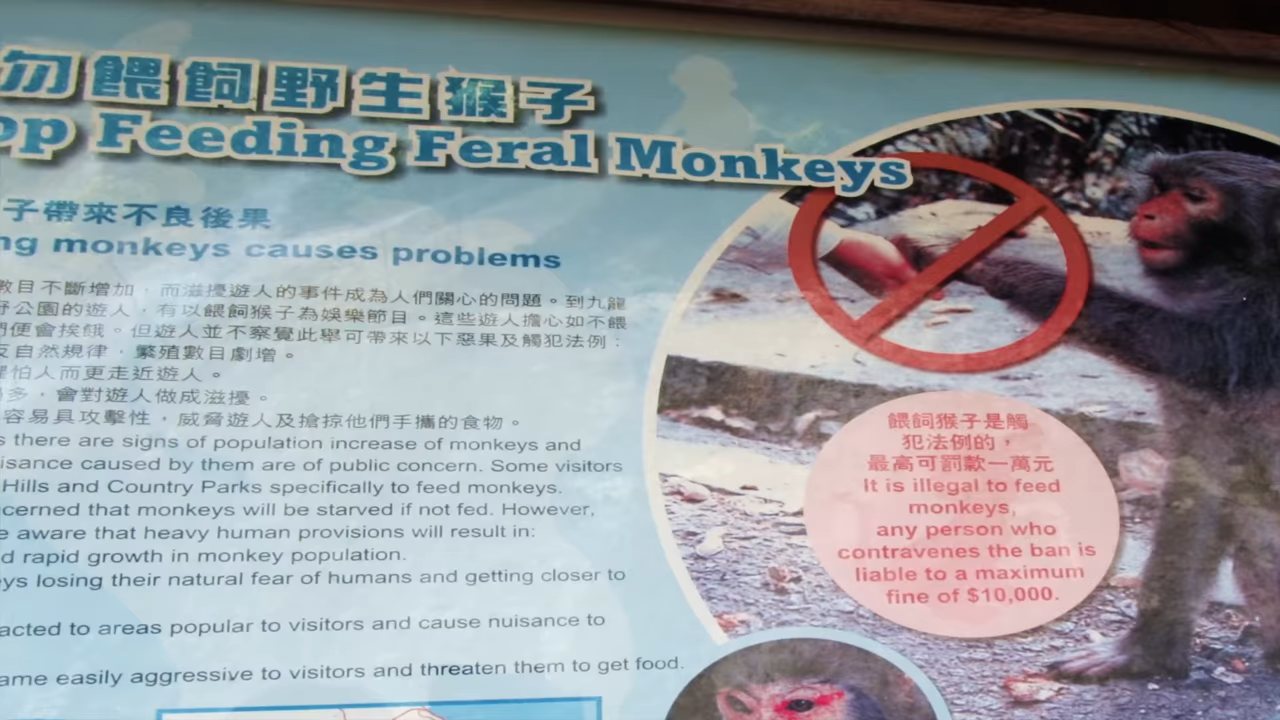 勿餵飼野生猴子
op Feeding Feral Monkeys
子帶來不良後果
ng monkeys causes problems
數目不斷增加，而滋擾遊人的事件成為人們關心的問題。到九龍
野公園的遊人，有以餵飼猴子為娛樂節目。這些遊人擔心如不餵
們便會挨餓。但遊人並不察覺此舉可帶來以下惡果及觸犯法例：
反自然規律，繁殖數目劇增。
怕人而更走近遊人。
多，會對遊人做成滋擾。
容易具攻擊性，威脅遊人及搶掠他們手攜的食物。
s there are signs of population increase of monkeys and
isance caused by them are of public concern. Some visitors
Hills and Country Parks specifically to feed monkeys.
cerned that monkeys will be starved if not fed. However,
e aware that heavy human provisions will result in:
d rapid growth in monkey population.
ys losing their natural fear of humans and getting closer to
acted to areas popular to visitors and cause nuisance to
ame easily aggressive to visitors and threaten them to get food.
餵飼猴子是觸
犯法例的，
最高可罰款一萬元
It is illegal to feed
monkeys,
any person who
contravenes the ban is
liable to a maximum
fine of $10,000.